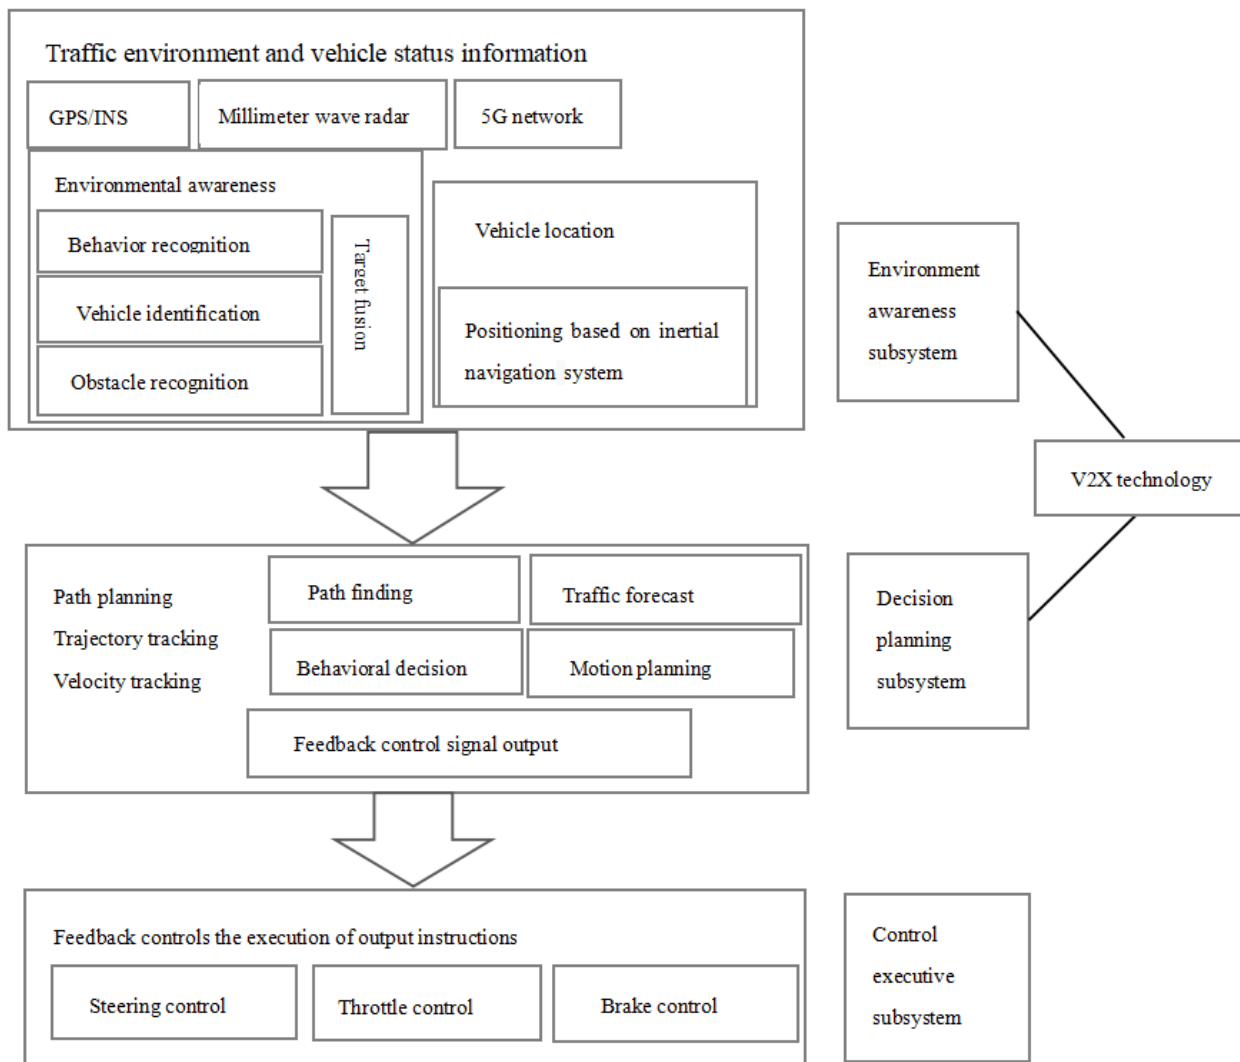 Traffic environment and vehicle status information
GPS/INS
Millimeter wave radar
5G network
Environmental awareness
Behavior recognition
Vehicle identification
Obstacle recognition
Target fusion
Vehicle location
Positioning based on inertial
navigation system
Environment
awareness
subsystem
V2X technology
Path planning
Trajectory tracking
Velocity tracking
Path finding
Traffic forecast
Behavioral decision
Motion planning
Feedback control signal output
Decision
planning
subsystem
Feedback controls the execution of output instructions
Steering control
Throttle control
Brake control
Control
executive
subsystem